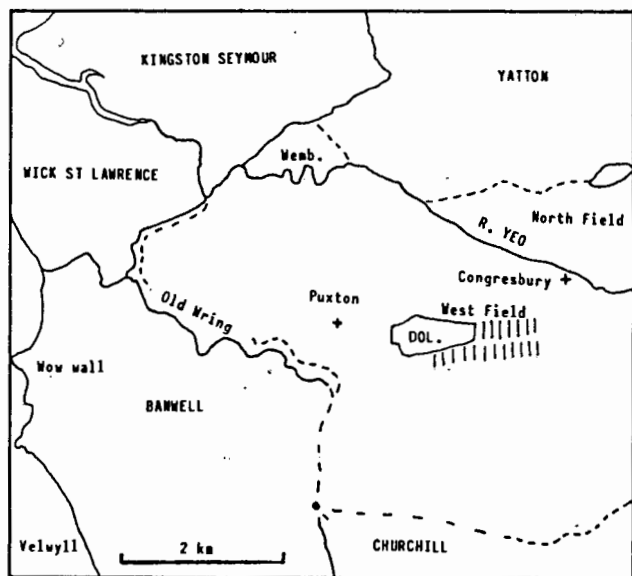 KINGSTON SEYMOUR
YATTON
Wemb.
WICK ST LAWRENCE
North Field
R. YEO
Congresbury
Puxton
Old Wring
West Field
DOL.
Wow wall
BANWELL
Velwyll
2 km
CHURCHILL